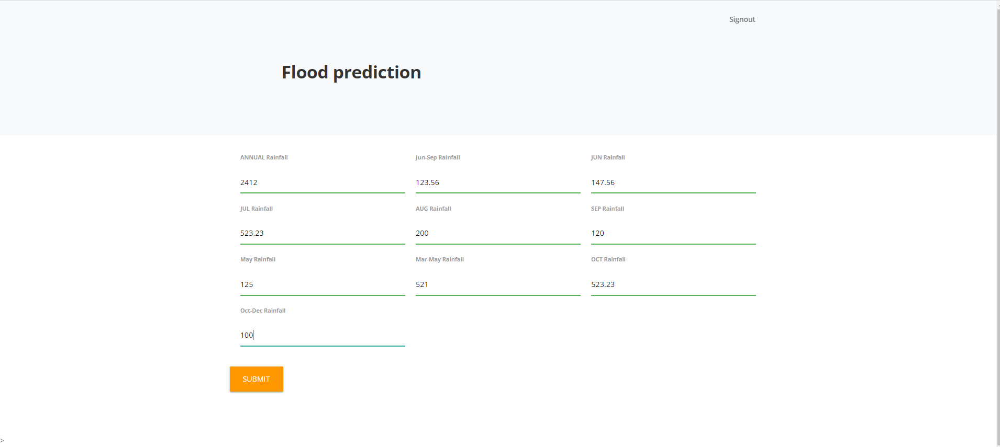 Signout
Flood prediction
ANNUAL Rainfall
Jun-Sep Rainfall
JUN Rainfall
2412
123.56
147.56
JUL Rainfall
AUG Rainfall
SEP Rainfall
523.23
200
120
May Rainfall
Mar-May Rainfall
OCT Rainfall
125
521
523.23
Oct-Dec Rainfall
100
SUBMIT
>